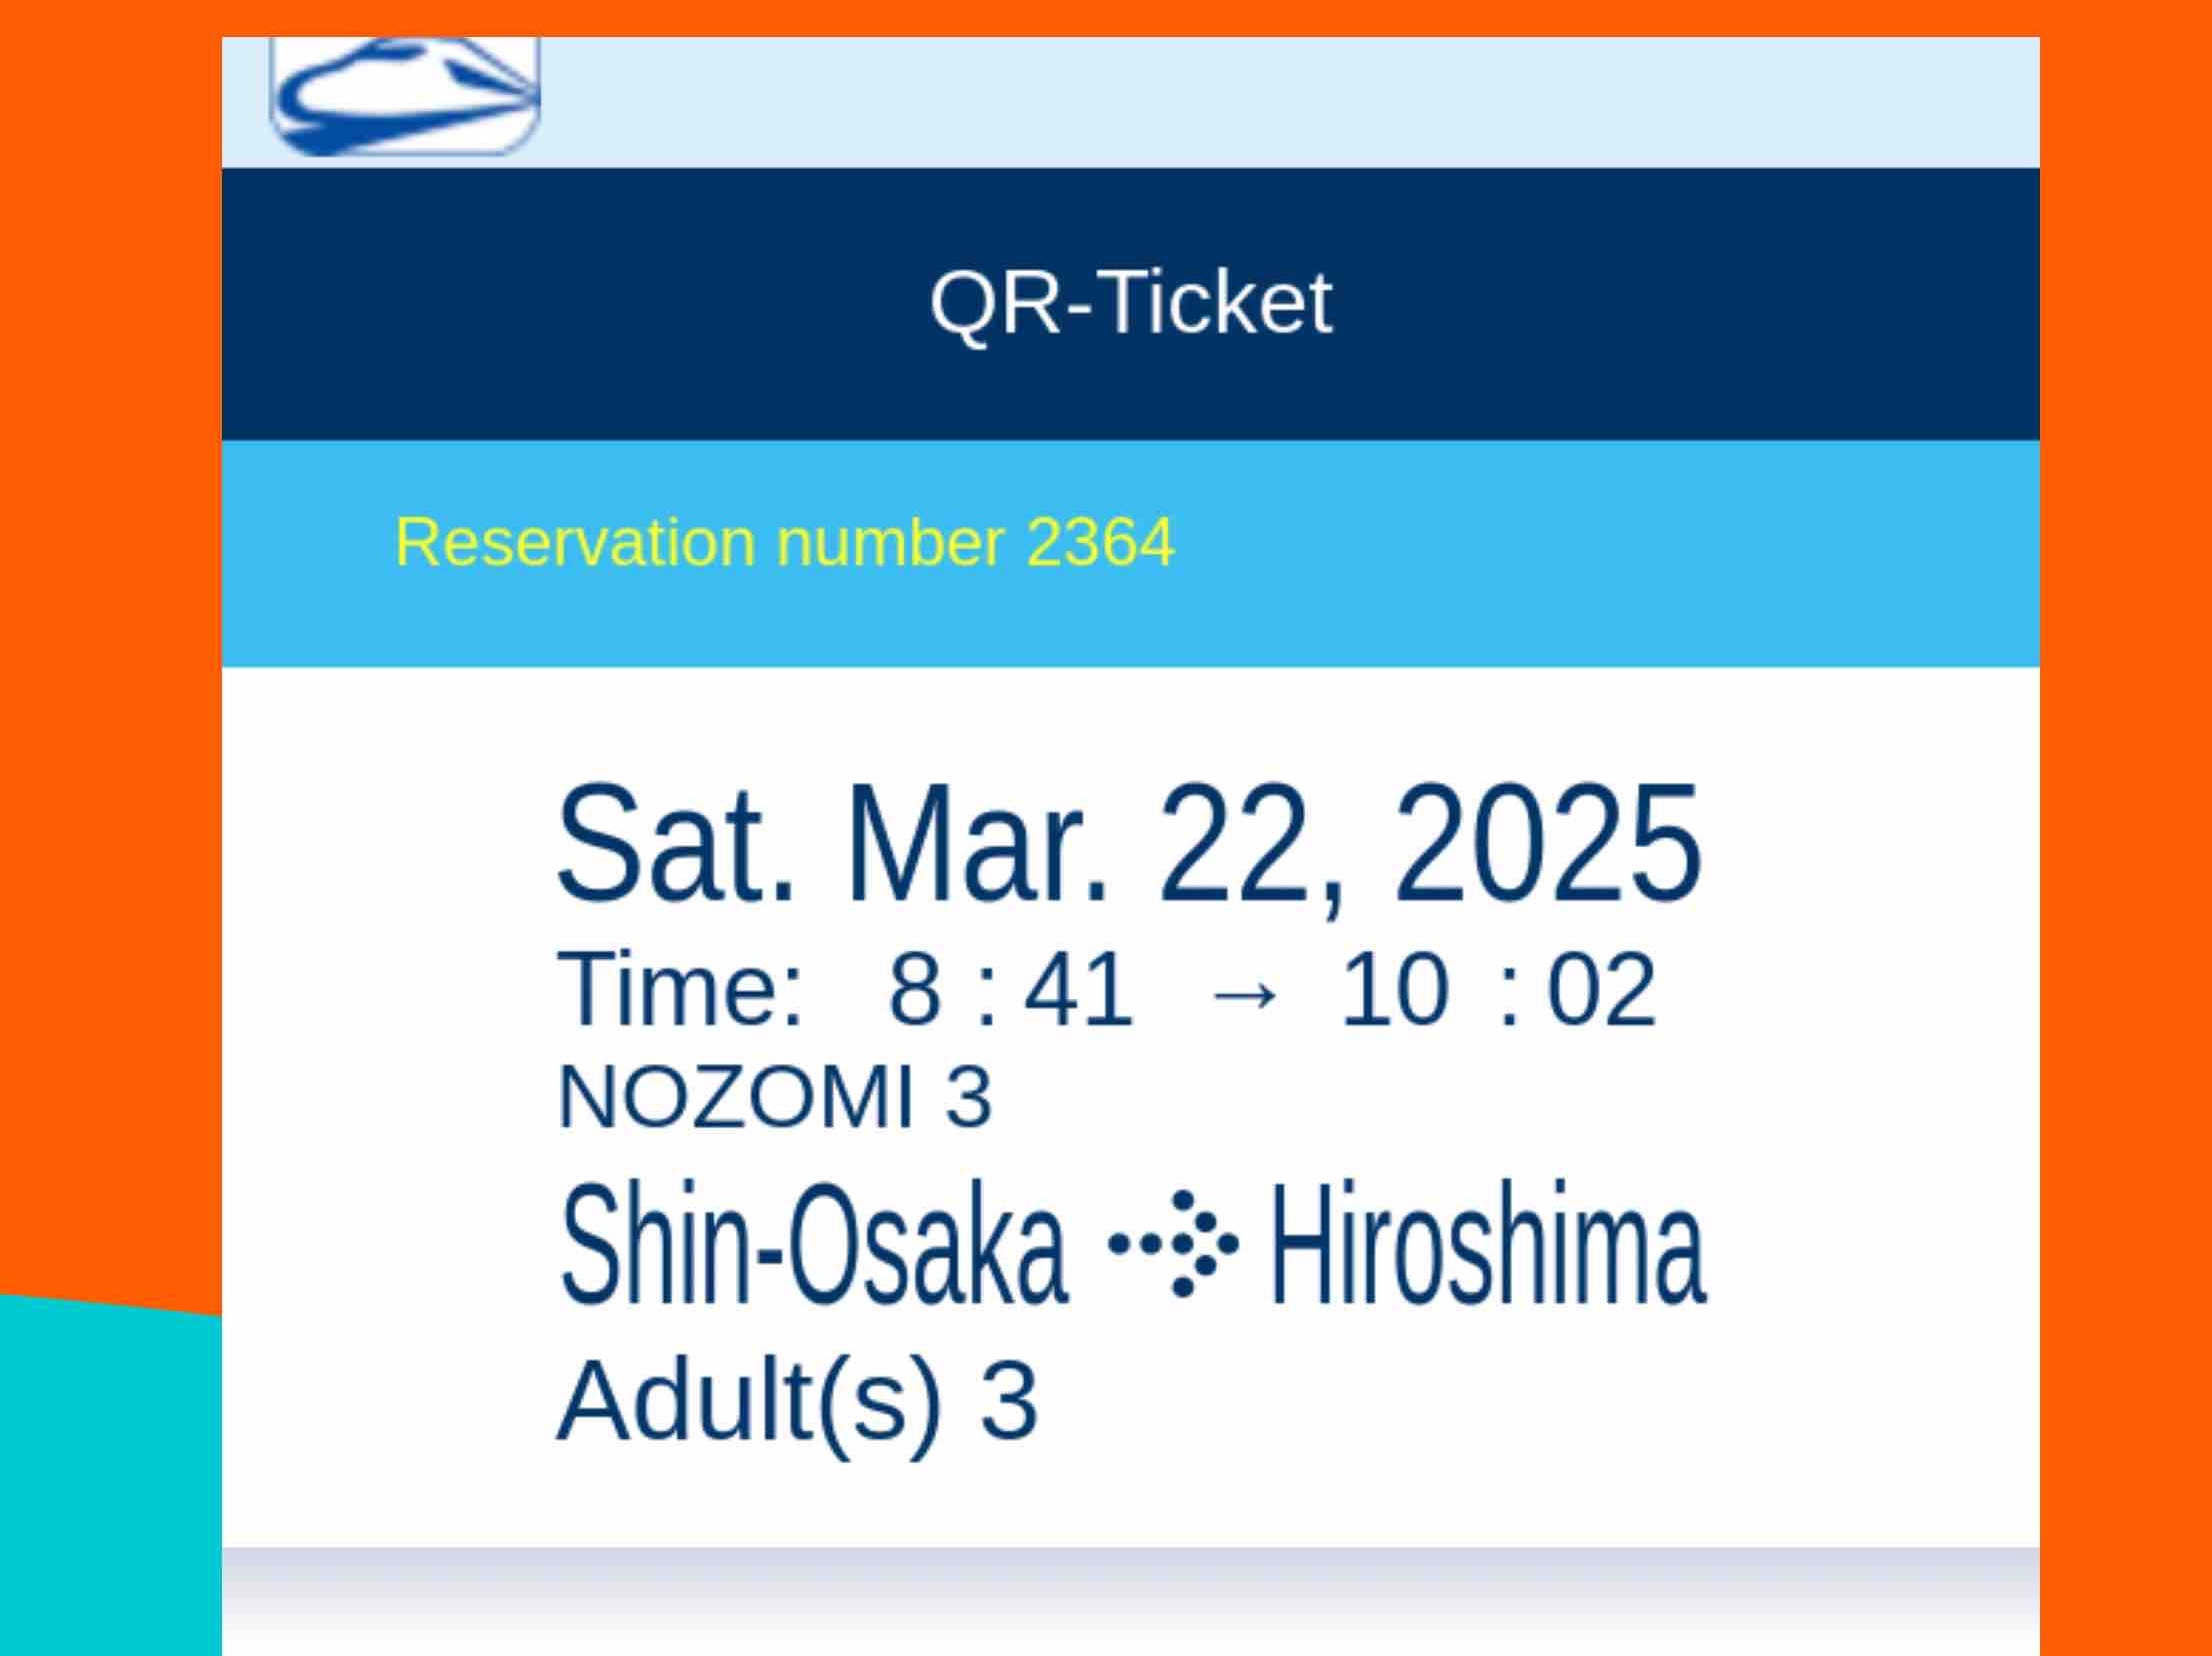 QR-Ticket
Reservation number 2364
Sat. Mar. 22, 2025
Time: 8 : 41 → 10 : 02
NOZOMI 3
Shin-Osaka ⇢ Hiroshima
Adult(s) 3